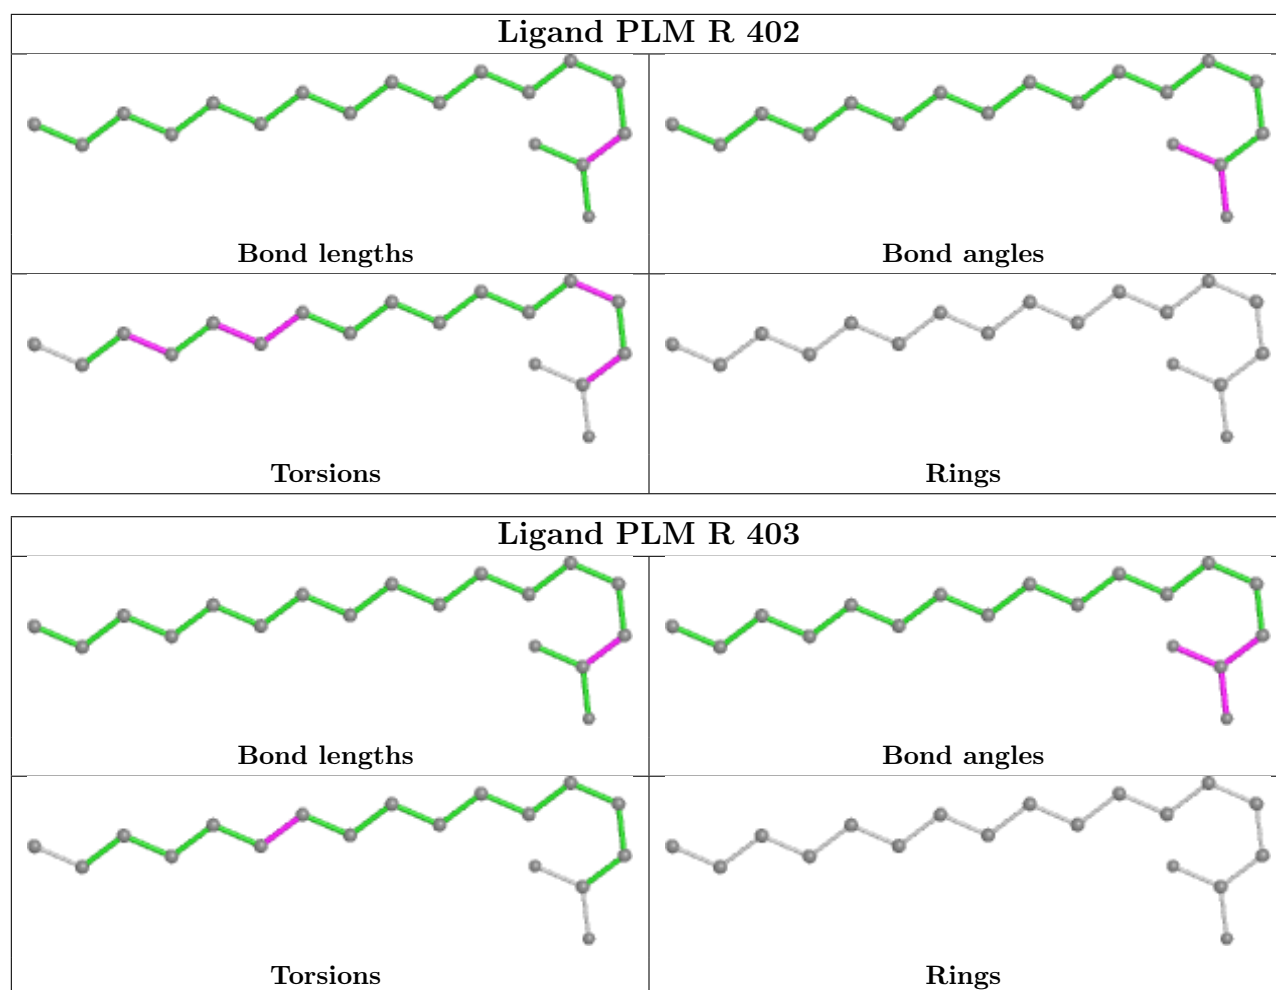 Ligand PLM R 402
Bond lengths
Bond angles
Torsions
Rings
Ligand PLM R 403
Bond lengths
Bond angles
Torsions
Rings